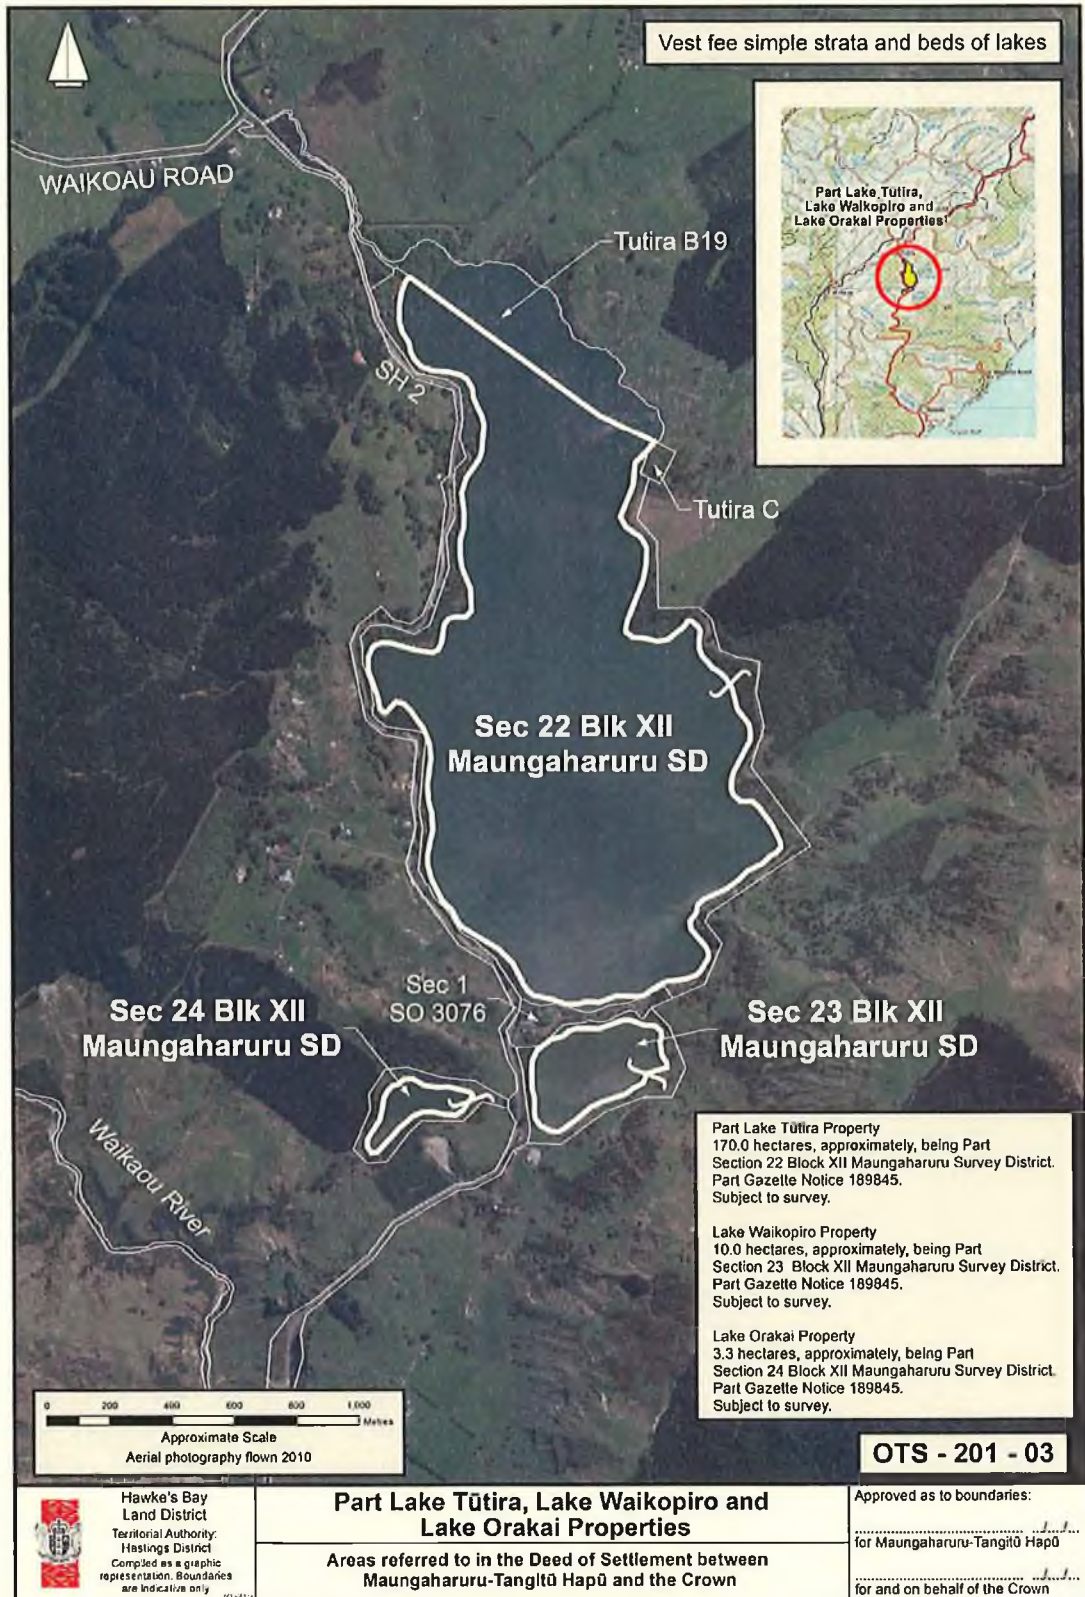 Vest fee simple strata and beds of lakes
WAIKOAU ROAD
Part Lake Tutira,
Lake Waikopiro and
Lake Orakai Properties
Tutira B19
SH 2
Tutira C
Sec 22 Blk XII
Maungaharuru SD
Sec 1
SO 3076
Sec 24 Blk XII
Maungaharuru SD
Sec 23 Blk XII
Maungaharuru SD
Waikaou River
Part Lake Tūtira Property
170.0 hectares, approximately, being Part
Section 22 Block XII Maungaharuru Survey District.
Part Gazette Notice 189845.
Subject to survey.
Lake Waikopiro Property
10.0 hectares, approximately, being Part
Section 23 Block XII Maungaharuru Survey District.
Part Gazette Notice 189845.
Subject to survey.
Lake Orakai Property
3.3 hectares, approximately, being Part
Section 24 Block XII Maungaharuru Survey District.
Part Gazette Notice 189845.
Subject to survey.
0 200 400 600 800 1,000
Metres
Approximate Scale
Aerial photography flown 2010
OTS - 201 - 03
Hawke's Bay
Land District
Territorial Authority:
Hastings District
Compiled as a graphic
representation. Boundaries
are indicative only
Part Lake Tūtira, Lake Waikopiro and
Lake Orakai Properties
Areas referred to in the Deed of Settlement between
Maungaharuru-Tangitū Hapū and the Crown
Approved as to boundaries:
.............................. .../.../...
for Maungaharuru-Tangitū Hapū
.............................. .../.../...
for and on behalf of the Crown